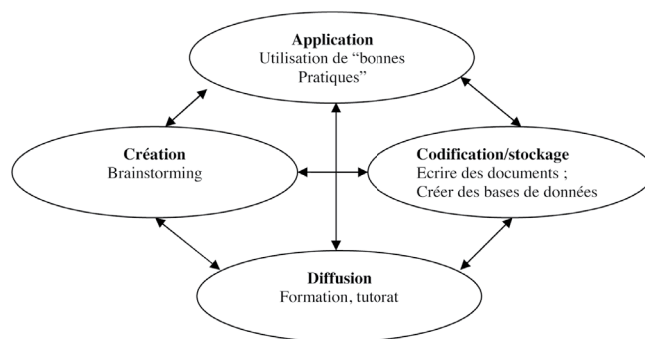 Application
Utilisation de “bonnes
Pratiques”
Création
Brainstorming
Codification/stockage
Ecrire des documents ;
Créer des bases de données
Diffusion
Formation, tutorat